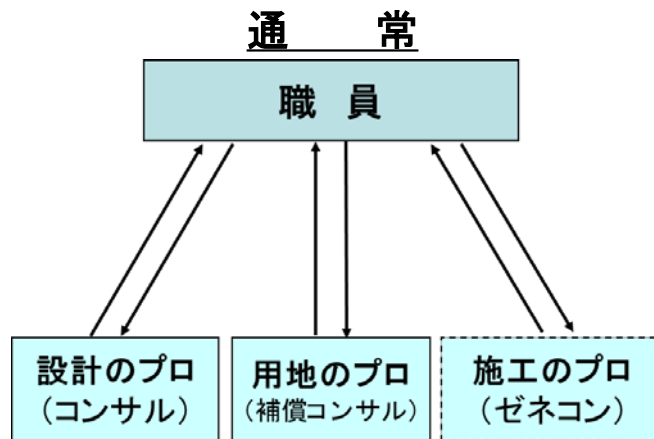 通　　常
職　員
設計のプロ
（コンサル）
用地のプロ
（補償コンサル）
施工のプロ
（ゼネコン）